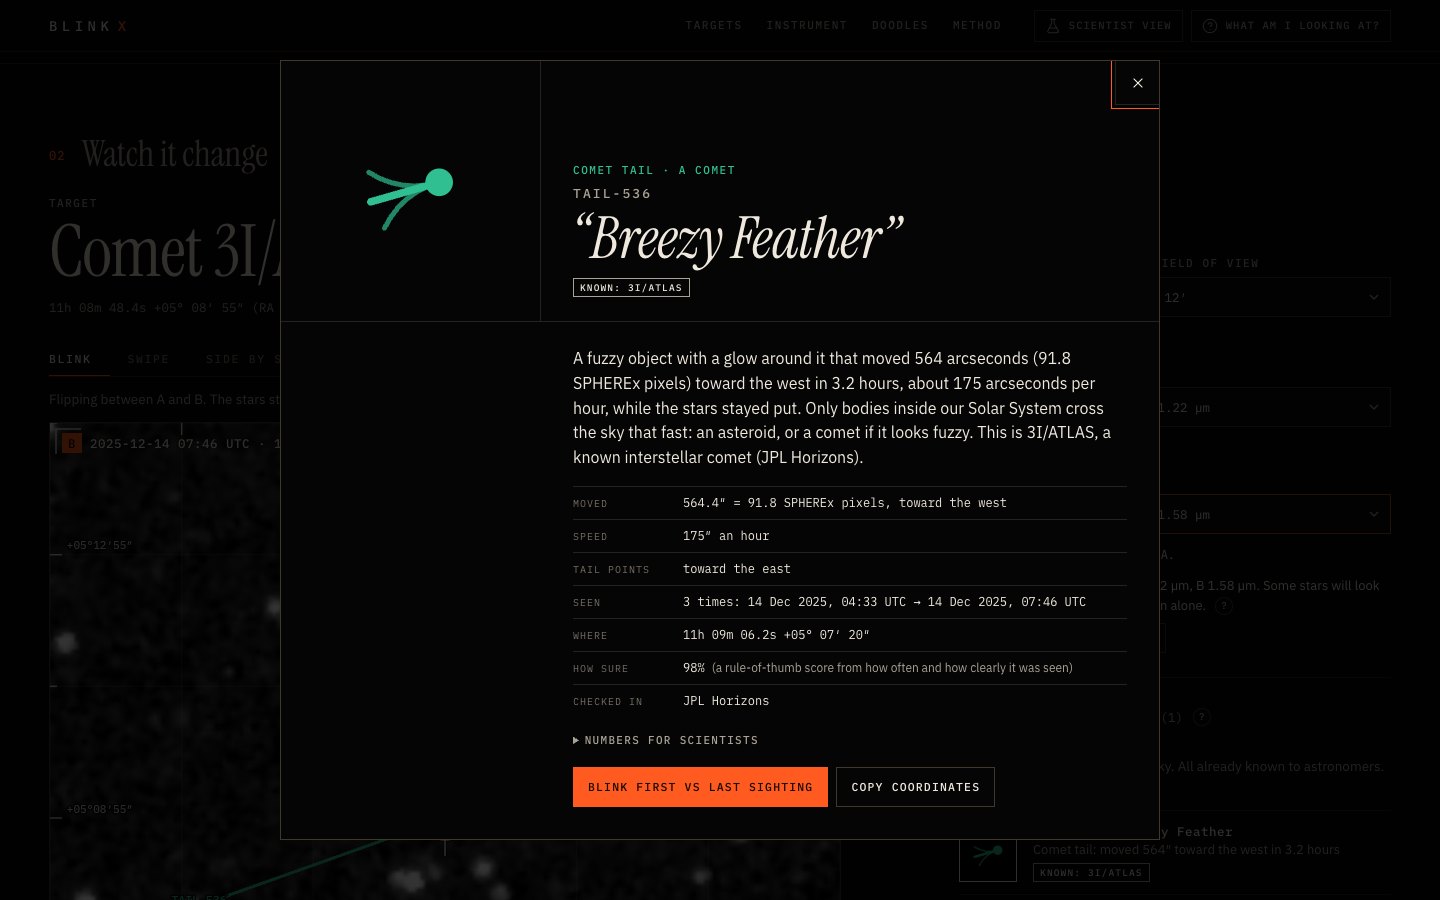 BLINK X
TARGETS INSTRUMENT DOODLES METHOD SCIENTIST VIEW ? WHAT AM I LOOKING AT?
02 Watch it change
TARGET
Comet 3I/
11h 08m 48.4s +05° 08′ 55″ (RA
BLINK SWIPE SIDE BY S
Flipping between A and B. The stars st
B 2025-12-14 07:46 UTC · 1
+05°12′55″
+05°08′55″
×
COMET TAIL · A COMET
TAIL-536
“Breezy Feather”
KNOWN: 3I/ATLAS
A fuzzy object with a glow around it that moved 564 arcseconds (91.8
SPHEREx pixels) toward the west in 3.2 hours, about 175 arcseconds per
hour, while the stars stayed put. Only bodies inside our Solar System cross
the sky that fast: an asteroid, or a comet if it looks fuzzy. This is 3I/ATLAS, a
known interstellar comet (JPL Horizons).
MOVED 564.4″ = 91.8 SPHEREx pixels, toward the west
SPEED 175″ an hour
TAIL POINTS toward the east
SEEN 3 times: 14 Dec 2025, 04:33 UTC → 14 Dec 2025, 07:46 UTC
WHERE 11h 09m 06.2s +05° 07′ 20″
HOW SURE 98% (a rule-of-thumb score from how often and how clearly it was seen)
CHECKED IN JPL Horizons
NUMBERS FOR SCIENTISTS
BLINK FIRST VS LAST SIGHTING COPY COORDINATES
IELD OF VIEW
12′
1.22 µm
1.58 µm
A.
2 µm, B 1.58 µm. Some stars will look
n alone. ?
(1) ?
ky. All already known to astronomers.
y Feather
Comet tail: moved 564″ toward the west in 3.2 hours
KNOWN: 3I/ATLAS